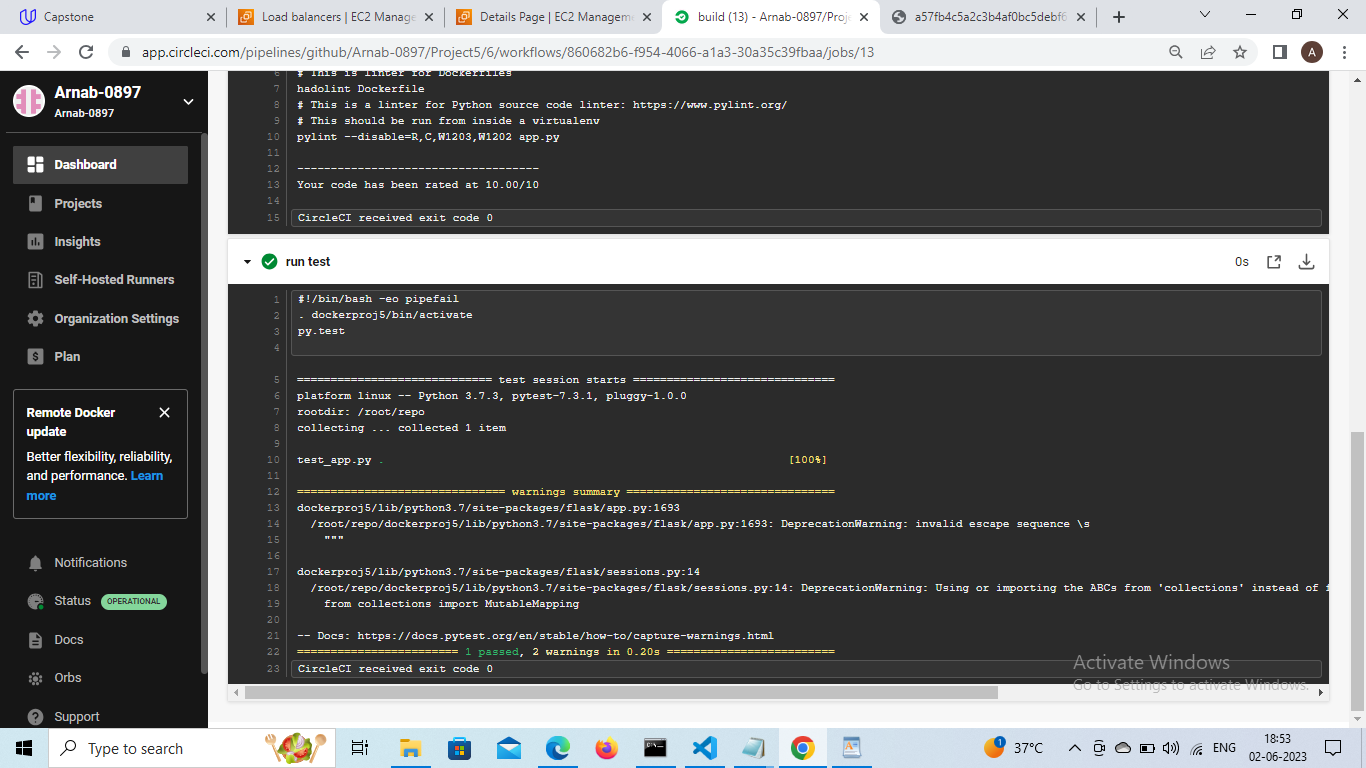 Capstone
Load balancers | EC2 Manage
Details Page | EC2 Managem
build (13) - Arnab-0897/Proje
a57fb4c5a2c3b4af0bc5debf6
app.circleci.com/pipelines/github/Arnab-0897/Project5/6/workflows/860682b6-f954-4066-a1a3-30a35c39fbaa/jobs/13
A
Arnab-0897
Arnab-0897
Dashboard
Projects
Insights
Self-Hosted Runners
Organization Settings
Plan
Remote Docker
update
Better flexibility, reliability,
and performance. Learn
more
Notifications
Status OPERATIONAL
Docs
Orbs
Support
6 # This is linter for Dockerfiles
7 hadolint Dockerfile
8 # This is a linter for Python source code linter: https://www.pylint.org/
9 # This should be run from inside a virtualenv
10 pylint --disable=R,C,W1203,W1202 app.py
11
12 ------------------------------------
13 Your code has been rated at 10.00/10
14
15 CircleCI received exit code 0
run test
0s
1 #!/bin/bash -eo pipefail
2 . dockerproj5/bin/activate
3 py.test
4
5 ============================= test session starts ==============================
6 platform linux -- Python 3.7.3, pytest-7.3.1, pluggy-1.0.0
7 rootdir: /root/repo
8 collecting ... collected 1 item
9
10 test_app.py . [100%]
11
12 =============================== warnings summary ===============================
13 dockerproj5/lib/python3.7/site-packages/flask/app.py:1693
14 /root/repo/dockerproj5/lib/python3.7/site-packages/flask/app.py:1693: DeprecationWarning: invalid escape sequence \s
15 """
16
17 dockerproj5/lib/python3.7/site-packages/flask/sessions.py:14
18 /root/repo/dockerproj5/lib/python3.7/site-packages/flask/sessions.py:14: DeprecationWarning: Using or importing the ABCs from 'collections' instead of f
19 from collections import MutableMapping
20
21 -- Docs: https://docs.pytest.org/en/stable/how-to/capture-warnings.html
22 ======================== 1 passed, 2 warnings in 0.20s =========================
23 CircleCI received exit code 0
Activate Windows
Go to Settings to activate Windows.
Type to search
1
37°C
ENG
18:53
02-06-2023